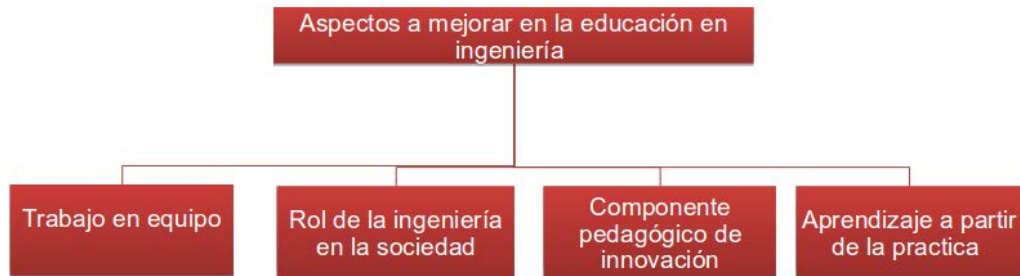 Aspectos a mejorar en la educación en
ingeniería
Trabajo en equipo
Rol de la ingeniería
en la sociedad
Componente
pedagógico de
innovación
Aprendizaje a partir
de la practica